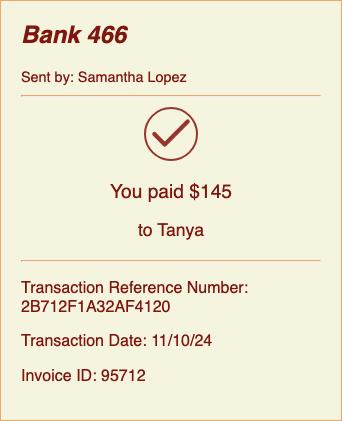 Bank 466
Sent by: Samantha Lopez
You paid $145
to Tanya
Transaction Reference Number:
2B712F1A32AF4120
Transaction Date: 11/10/24
Invoice ID: 95712